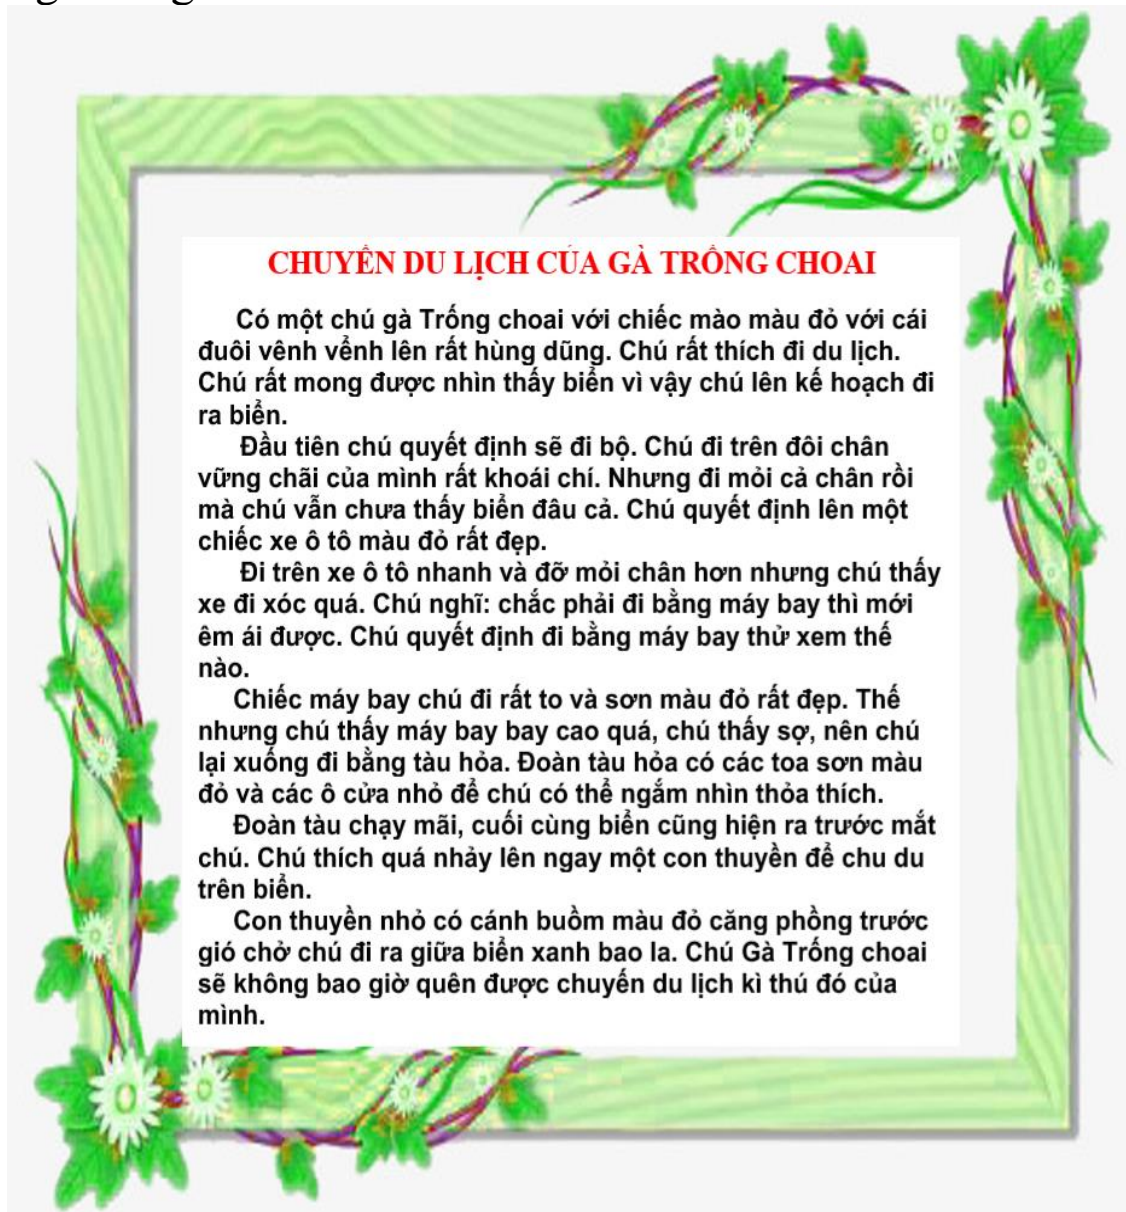 CHUYẾN DU LỊCH CỦA GÀ TRỐNG CHOAI
Có một chú gà Trống choai với chiếc mào màu đỏ với cái
đuôi vênh vểnh lên rất hùng dũng. Chú rất thích đi du lịch.
Chú rất mong được nhìn thấy biển vì vậy chú lên kế hoạch đi
ra biển.
Đầu tiên chú quyết định sẽ đi bộ. Chú đi trên đôi chân
vững chãi của mình rất khoái chí. Nhưng đi mỏi cả chân rồi
mà chú vẫn chưa thấy biển đâu cả. Chú quyết định lên một
chiếc xe ô tô màu đỏ rất đẹp.
Đi trên xe ô tô nhanh và đỡ mỏi chân hơn nhưng chú thấy
xe đi xóc quá. Chú nghĩ: chắc phải đi bằng máy bay thì mới
êm ái được. Chú quyết định đi bằng máy bay thử xem thế
nào.
Chiếc máy bay chú đi rất to và sơn màu đỏ rất đẹp. Thế
nhưng chú thấy máy bay bay cao quá, chú thấy sợ, nên chú
lại xuống đi bằng tàu hỏa. Đoàn tàu hỏa có các toa sơn màu
đỏ và các ô cửa nhỏ để chú có thể ngắm nhìn thỏa thích.
Đoàn tàu chạy mãi, cuối cùng biển cũng hiện ra trước mắt
chú. Chú thích quá nhảy lên ngay một con thuyền để chu du
trên biển.
Con thuyền nhỏ có cánh buồm màu đỏ căng phồng trước
gió chở chú đi ra giữa biển xanh bao la. Chú Gà Trống choai
sẽ không bao giờ quên được chuyến du lịch kì thú đó của
mình.